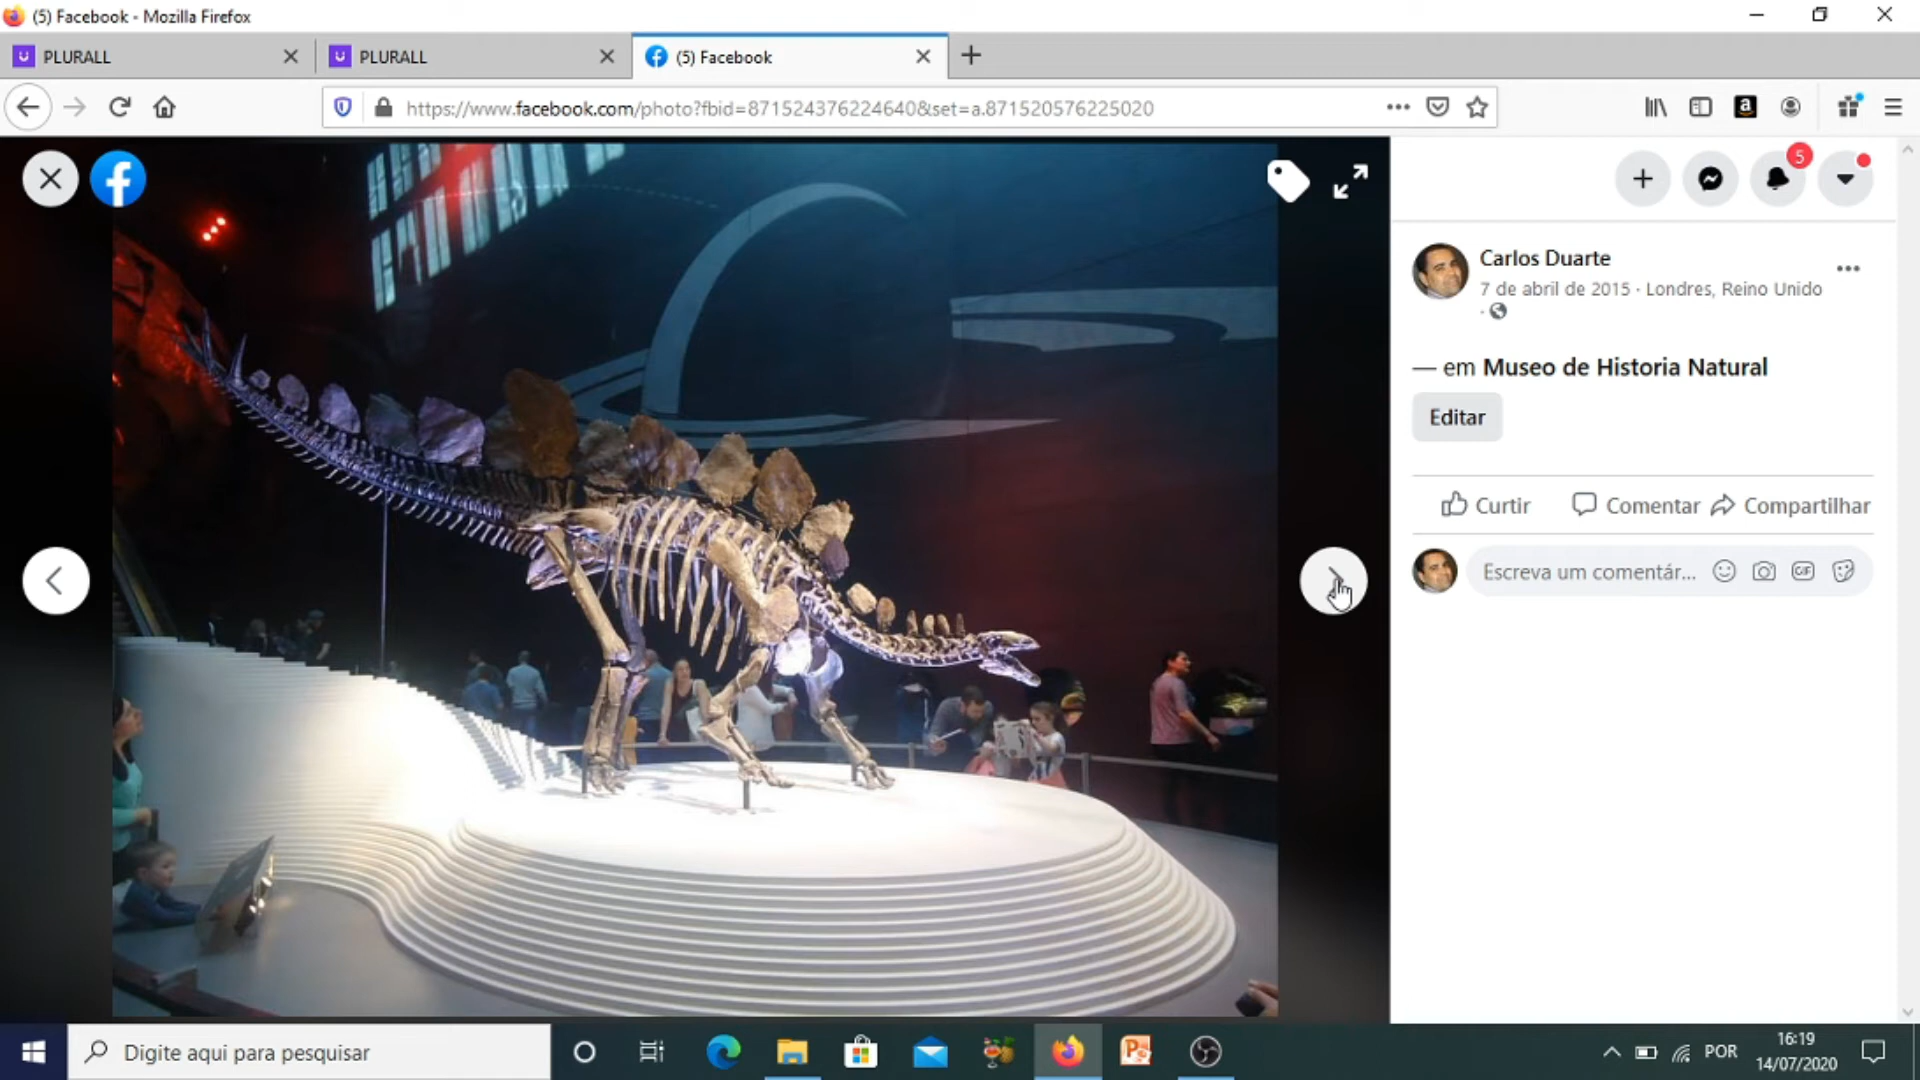 (5) Facebook - Mozilla Firefox
PLURALL
PLURALL
(5) Facebook
https://www.facebook.com/photo?fbid=871524376224640&set=a.871520576225020
5
Carlos Duarte
7 de abril de 2015 · Londres, Reino Unido
— em Museo de Historia Natural
Editar
Curtir
Comentar
Compartilhar
Escreva um comentár...
GIF
Digite aqui para pesquisar
POR
16:19
14/07/2020